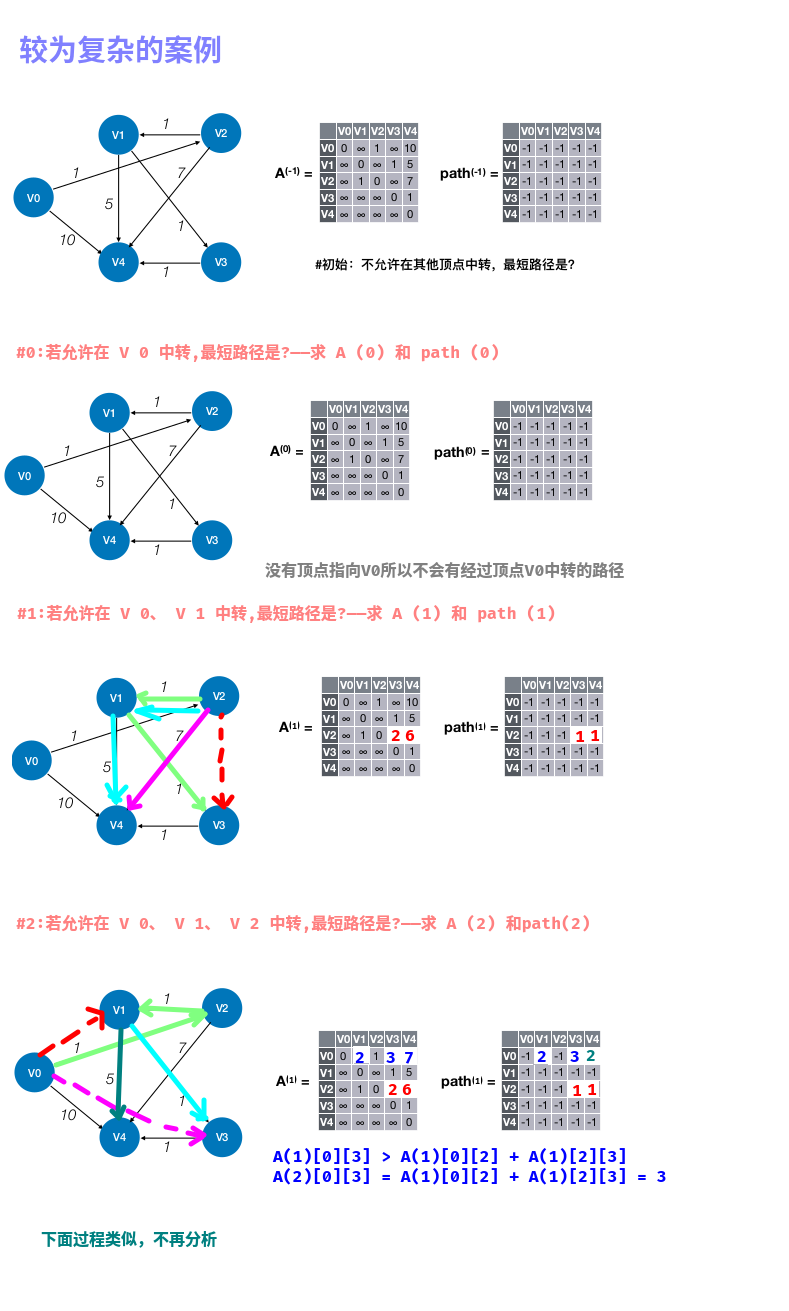 较为复杂的案例
V1
V2
V0
V4
V3
1
1
7
5
1
10
1
A(-1) =
V0 V1 V2 V3 V4
V0 0 ∞ 1 ∞ 10
V1 ∞ 0 ∞ 1 5
V2 ∞ 1 0 ∞ 7
V3 ∞ ∞ ∞ 0 1
V4 ∞ ∞ ∞ ∞ 0
path(-1) =
V0 V1 V2 V3 V4
V0 -1 -1 -1 -1 -1
V1 -1 -1 -1 -1 -1
V2 -1 -1 -1 -1 -1
V3 -1 -1 -1 -1 -1
V4 -1 -1 -1 -1 -1
#初始：不允许在其他顶点中转，最短路径是？
#0:若允许在 V 0 中转,最短路径是?——求 A (0) 和 path (0)
V1
V2
V0
V4
V3
1
1
7
5
1
10
1
A(0) =
V0 V1 V2 V3 V4
V0 0 ∞ 1 ∞ 10
V1 ∞ 0 ∞ 1 5
V2 ∞ 1 0 ∞ 7
V3 ∞ ∞ ∞ 0 1
V4 ∞ ∞ ∞ ∞ 0
path(0) =
V0 V1 V2 V3 V4
V0 -1 -1 -1 -1 -1
V1 -1 -1 -1 -1 -1
V2 -1 -1 -1 -1 -1
V3 -1 -1 -1 -1 -1
V4 -1 -1 -1 -1 -1
没有顶点指向V0所以不会有经过顶点V0中转的路径
#1:若允许在 V 0、 V 1 中转,最短路径是?——求 A (1) 和 path (1)
V1
V2
V0
V4
V3
1
1
7
5
1
10
1
A(1) =
V0 V1 V2 V3 V4
V0 0 ∞ 1 ∞ 10
V1 ∞ 0 ∞ 1 5
V2 ∞ 1 0 2 6
V3 ∞ ∞ ∞ 0 1
V4 ∞ ∞ ∞ ∞ 0
path(1) =
V0 V1 V2 V3 V4
V0 -1 -1 -1 -1 -1
V1 -1 -1 -1 -1 -1
V2 -1 -1 -1 1 1
V3 -1 -1 -1 -1 -1
V4 -1 -1 -1 -1 -1
#2:若允许在 V 0、 V 1、 V 2 中转,最短路径是?——求 A (2) 和path(2)
V1
V2
V0
V4
V3
1
1
7
5
1
10
1
A(1) =
V0 V1 V2 V3 V4
V0 0 2 1 3 7
V1 ∞ 0 ∞ 1 5
V2 ∞ 1 0 2 6
V3 ∞ ∞ ∞ 0 1
V4 ∞ ∞ ∞ ∞ 0
path(1) =
V0 V1 V2 V3 V4
V0 -1 2 -1 3 2
V1 -1 -1 -1 -1 -1
V2 -1 -1 -1 1 1
V3 -1 -1 -1 -1 -1
V4 -1 -1 -1 -1 -1
A(1)[0][3] > A(1)[0][2] + A(1)[2][3]
A(2)[0][3] = A(1)[0][2] + A(1)[2][3] = 3
下面过程类似，不再分析